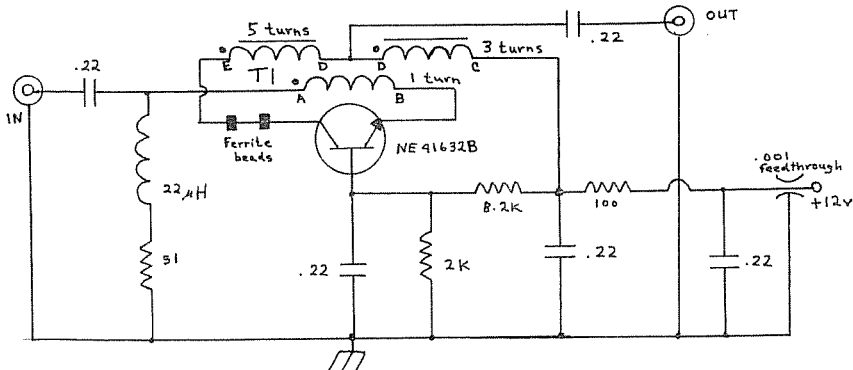 5 turns
OUT
.22
3 turns
E
D
D
C
T1
.22
A
B
1 turn
IN
Ferrite
beads
NE 41632B
.001
feedthrough
22μH
8.2K
100
+12v
51
.22
2K
.22
.22